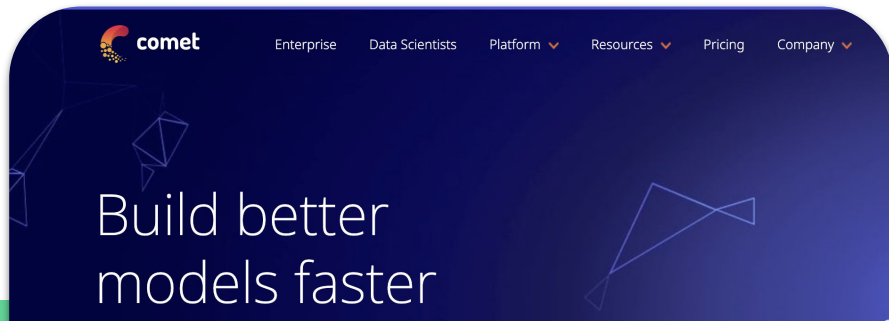 comet Enterprise Data Scientists Platform Resources Pricing Company
Build better
models faster